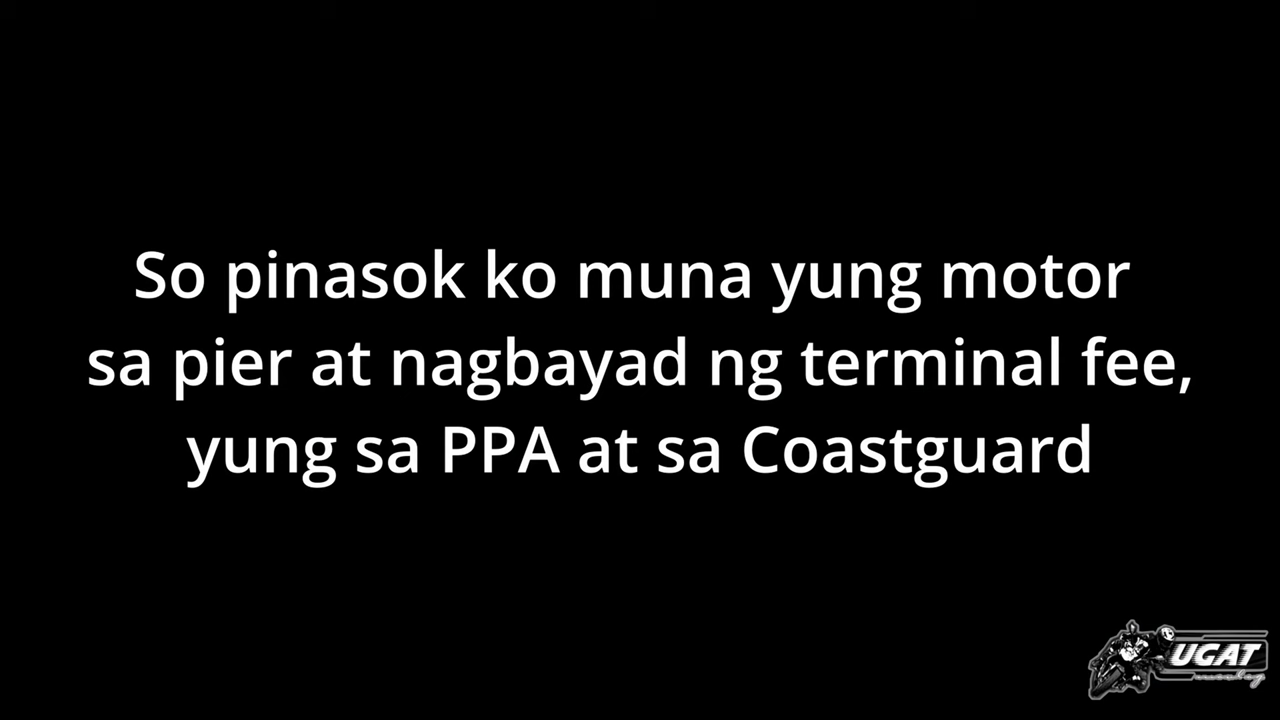 So pinasok ko muna yung motor
sa pier at nagbayad ng terminal fee,
yung sa PPA at sa Coastguard
UGAT